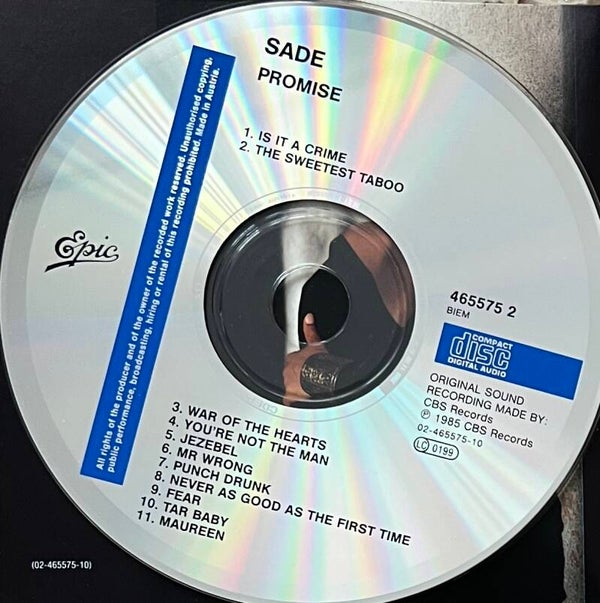 SADE
PROMISE
1. IS IT A CRIME
2. THE SWEETEST TABOO
All rights of the producer and of the owner of the recorded work reserved. Unauthorised copying,
public performance, broadcasting, hiring or rental of this recording prohibited. Made in Austria.
Epic
465575 2
BIEM
COMPACT
disc
DIGITAL AUDIO
ORIGINAL SOUND
RECORDING MADE BY:
CBS Records
℗ 1985 CBS Records
02-465575-10
LC 0199
3. WAR OF THE HEARTS
4. YOU'RE NOT THE MAN
5. JEZEBEL
6. MR WRONG
7. PUNCH DRUNK
8. NEVER AS GOOD AS THE FIRST TIME
9. FEAR
10. TAR BABY
11. MAUREEN
(02-465575-10)